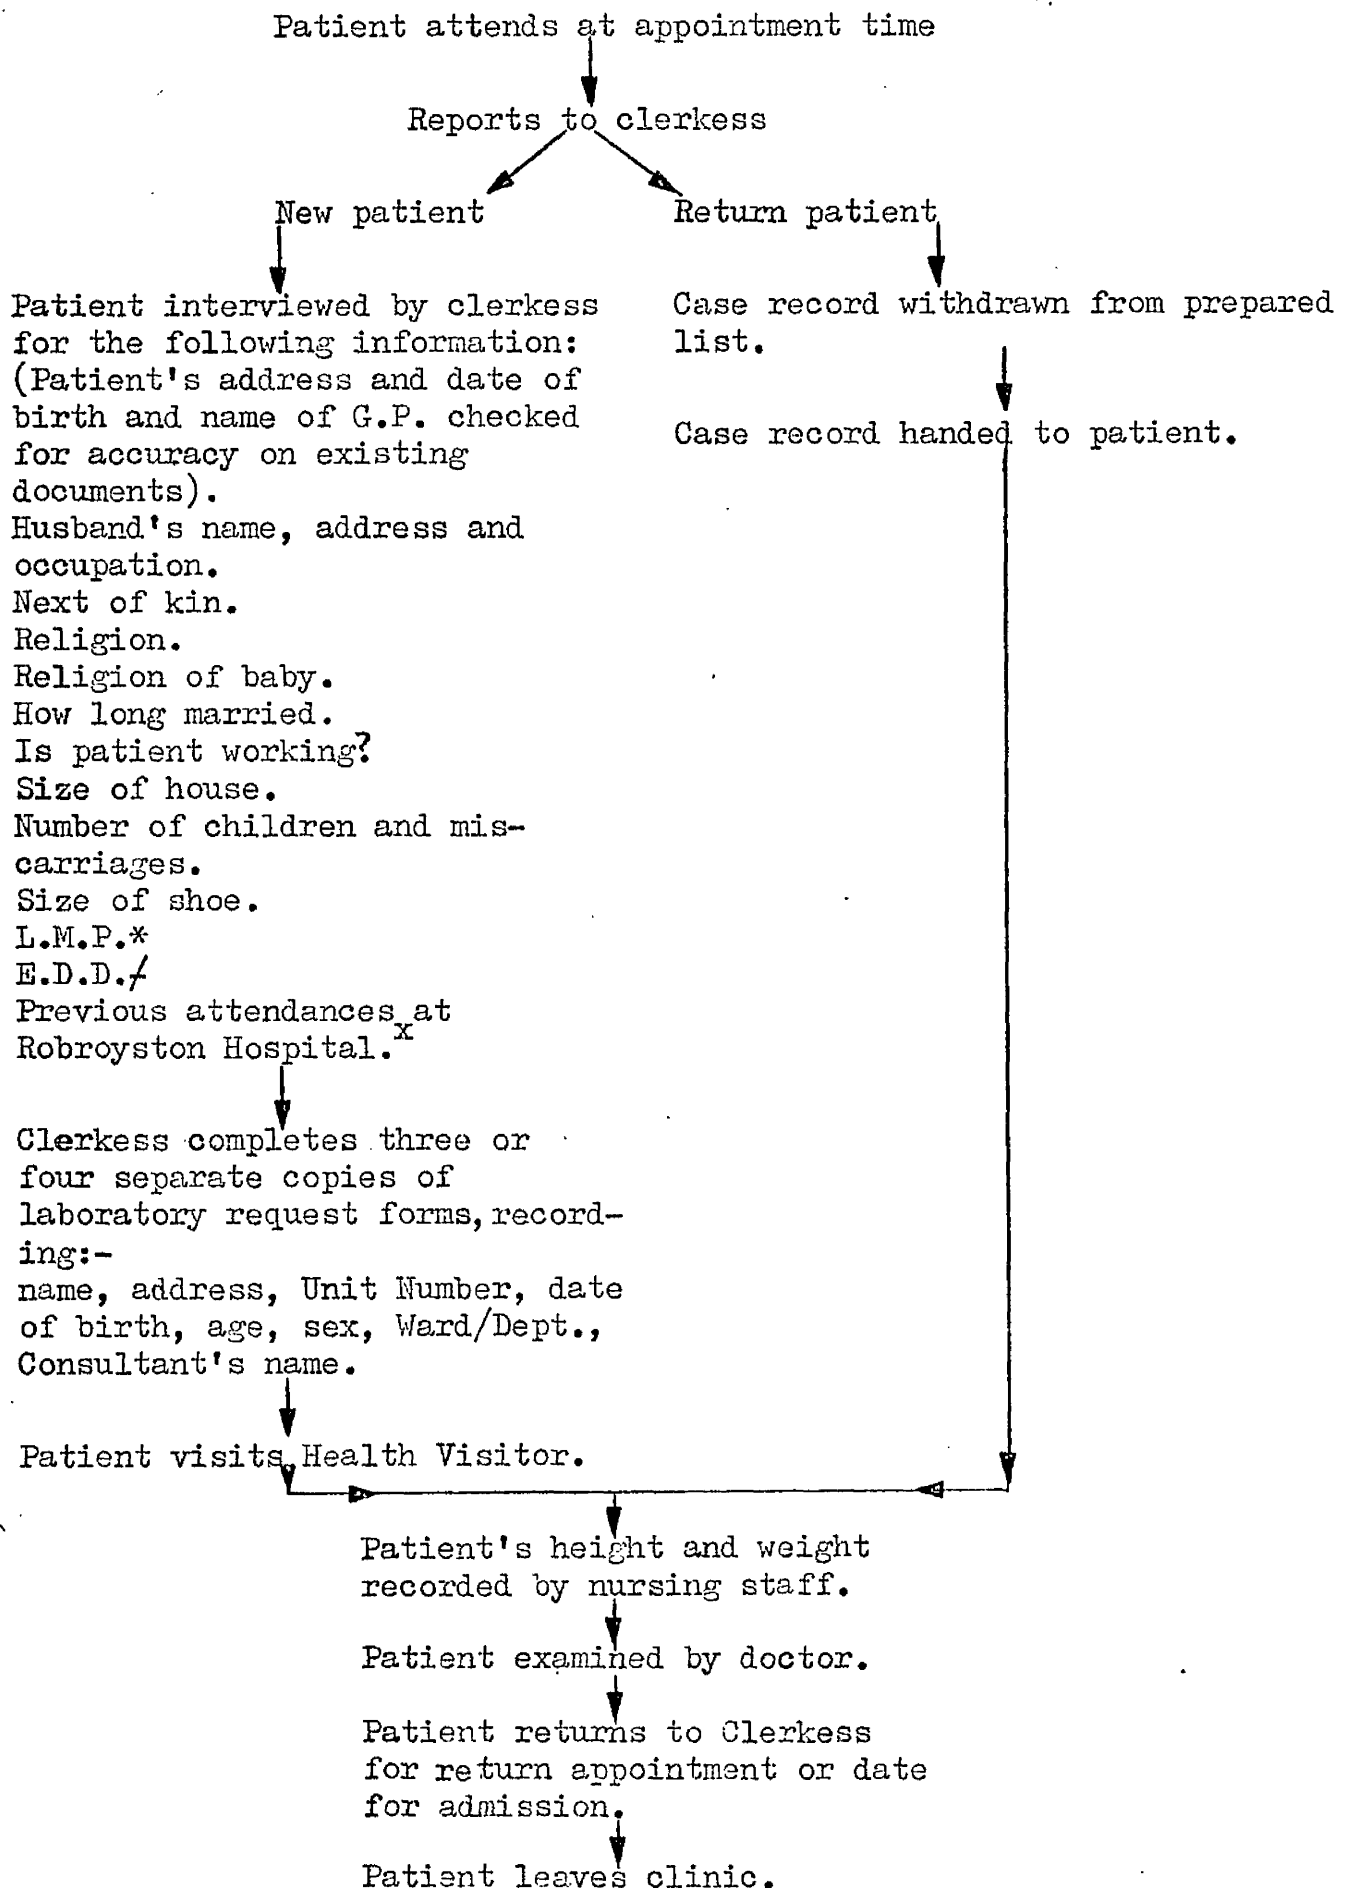 Patient attends at appointment time
Reports to clerkess
New patient
Return patient
Patient interviewed by clerkess
for the following information:
(Patient's address and date of
birth and name of G.P. checked
for accuracy on existing
documents).
Husband's name, address and
occupation.
Next of kin.
Religion.
Religion of baby.
How long married.
Is patient working?
Size of house.
Number of children and mis-
carriages.
Size of shoe.
L.M.P.*
E.D.D./
Previous attendances at
Robroyston Hospital.x
Clerkess completes three or
four separate copies of
laboratory request forms, record-
ing:-
name, address, Unit Number, date
of birth, age, sex, Ward/Dept.,
Consultant's name.
Patient visits Health Visitor.
Case record withdrawn from prepared
list.
Case record handed to patient.
Patient's height and weight
recorded by nursing staff.
Patient examined by doctor.
Patient returns to Clerkess
for return appointment or date
for admission.
Patient leaves clinic.